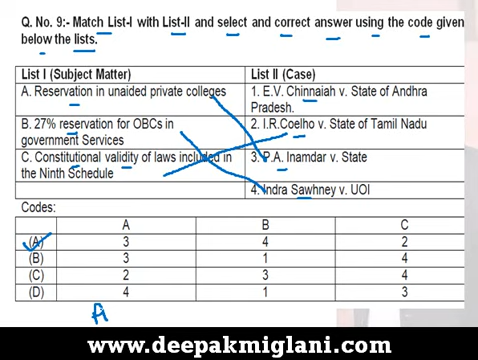 Q. No. 9:- Match List-I with List-II and select and correct answer using the code given
below the lists.
List I (Subject Matter) List II (Case)
A. Reservation in unaided private colleges 1. E.V. Chinnaiah v. State of Andhra
Pradesh.
B. 27% reservation for OBCs in 2. I.R.Coelho v. State of Tamil Nadu
government Services
C. Constitutional validity of laws included in 3. P.A. Inamdar v. State
the Ninth Schedule
4. Indra Sawhney v. UOI
Codes:
A B C
(A) 3 4 2
(B) 3 1 4
(C) 2 3 4
(D) 4 1 3
A
www.deepakmiglani.com